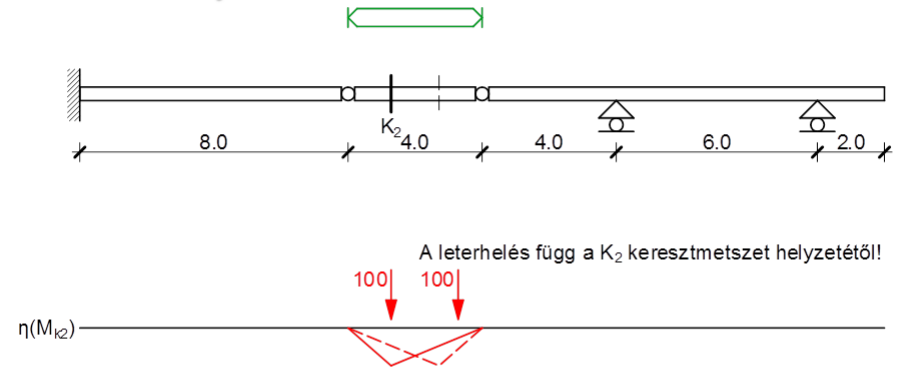 K2
8.0 4.0 4.0 6.0 2.0
A leterhelés függ a K2 keresztmetszet helyzetétől!
100 100
η(MK2)